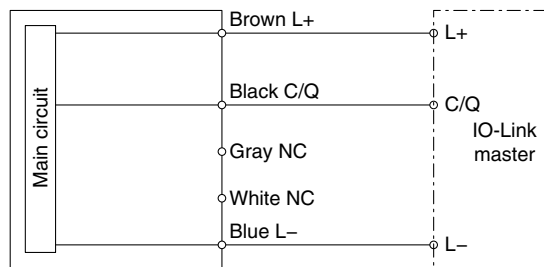 Brown L+
L+
Main circuit
Black C/Q
C/Q
IO-Link
master
Gray NC
White NC
Blue L−
L−